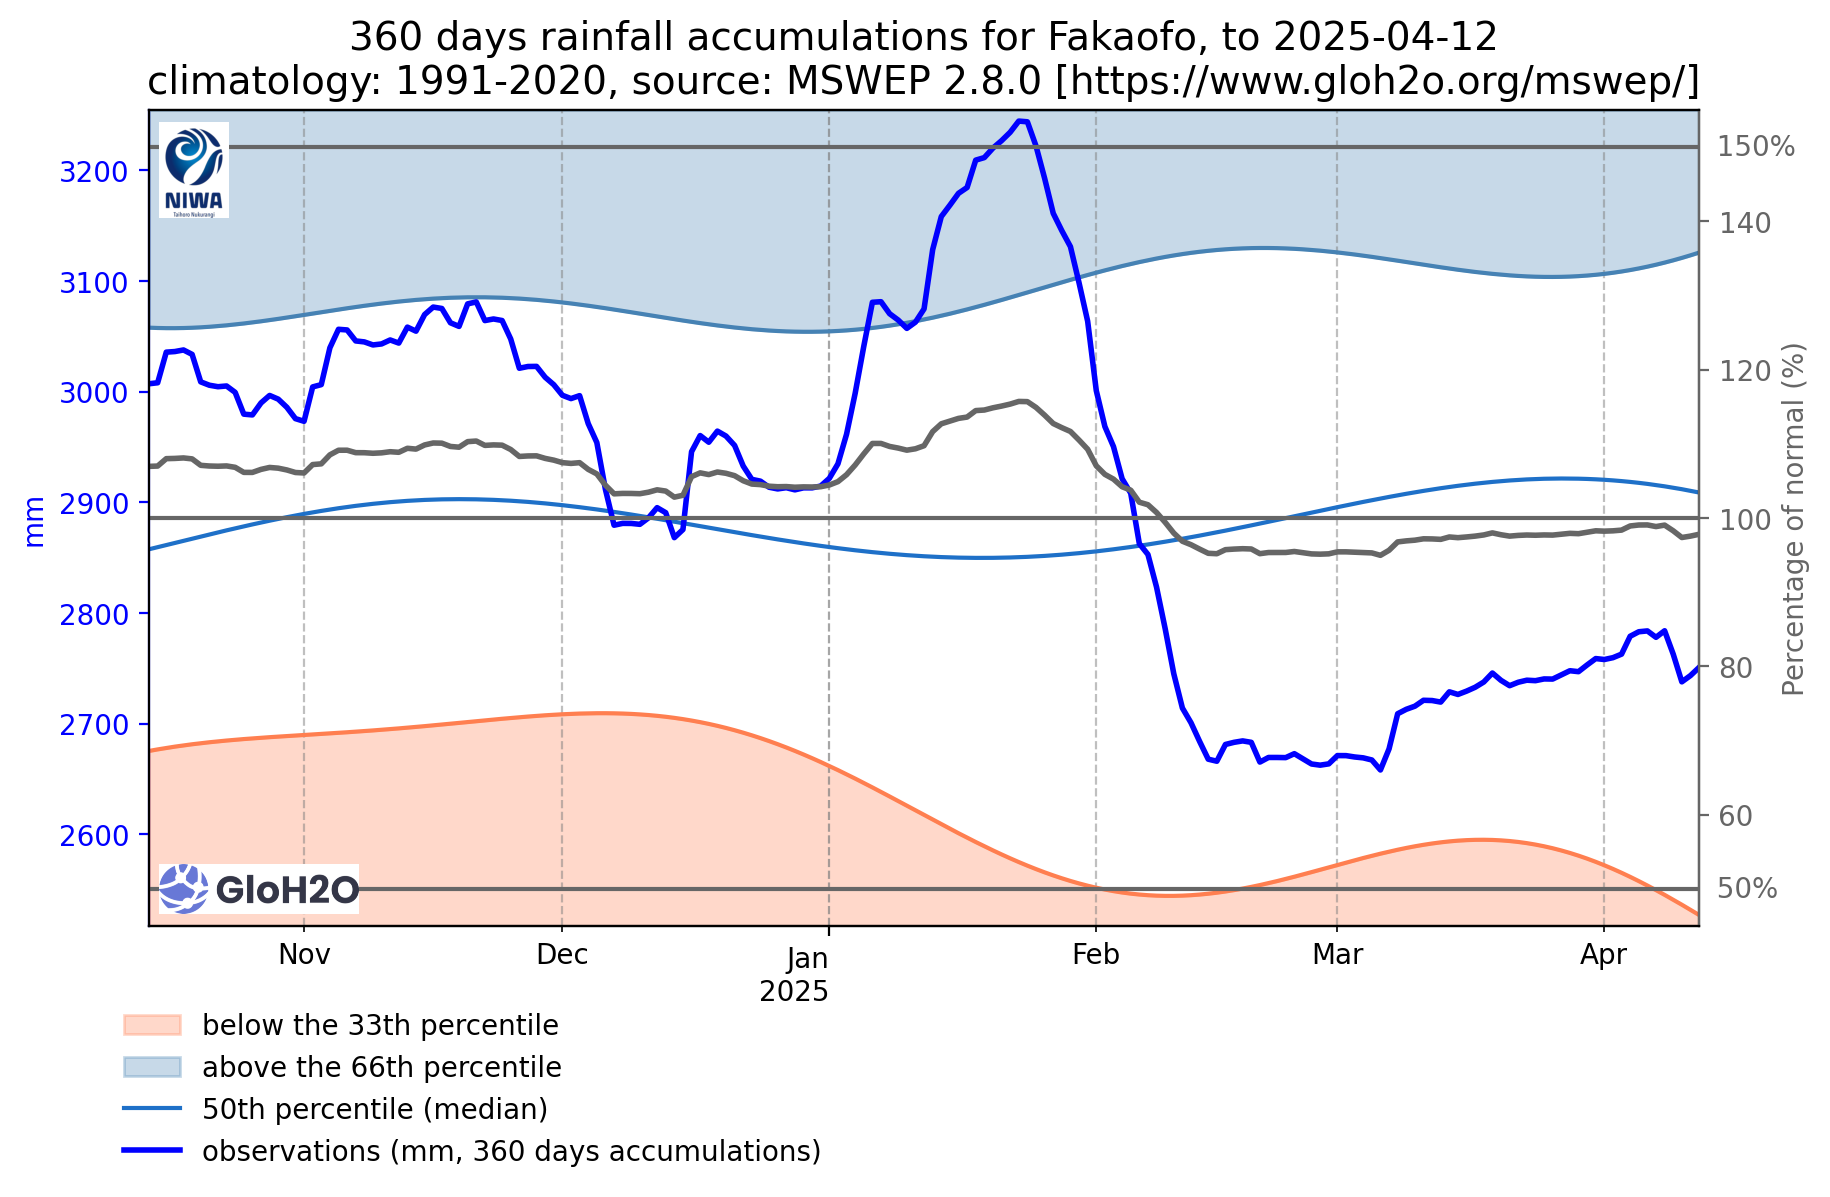 360 days rainfall accumulations for Fakaofo, to 2025-04-12
climatology: 1991-2020, source: MSWEP 2.8.0 [https://www.gloh2o.org/mswep/]
NIWA
Taihoro Nukurangi
3200
3100
3000
2900
2800
2700
2600
mm
150%
140
120
100
80
60
50%
Percentage of normal (%)
GloH2O
Nov
Dec
Jan
2025
Feb
Mar
Apr
below the 33th percentile
above the 66th percentile
50th percentile (median)
observations (mm, 360 days accumulations)